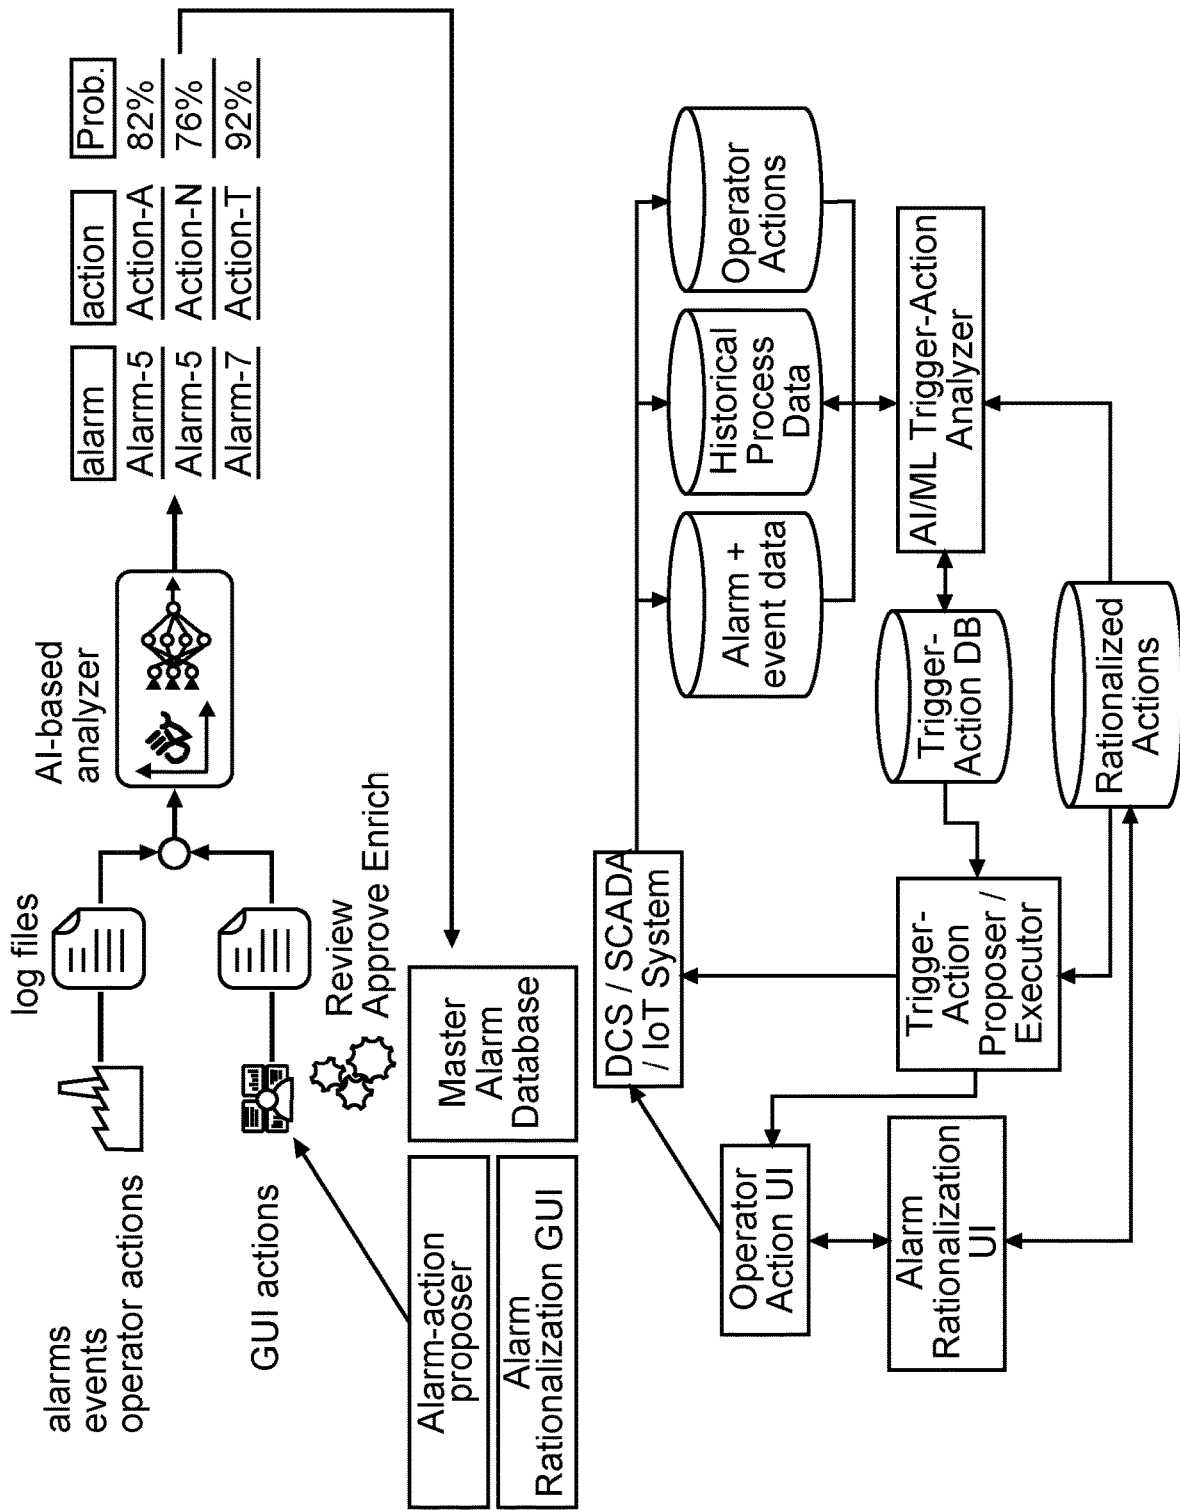 alarms
events
operator actions
log files
GUI actions
AI-based
analyzer
alarm
action
Prob.
Alarm-5
Action-A
82%
Alarm-5
Action-N
76%
Alarm-7
Action-T
92%
Review
Approve Enrich
Alarm-action
proposer
Alarm
Rationalization GUI
Master
Alarm
Database
DCS / SCADA
/ IoT System
Alarm +
event data
Historical
Process
Data
Operator
Actions
Operator
Action UI
Alarm
Rationalization
UI
Trigger-
Action
Proposer /
Executor
Trigger-
Action DB
AI/ML Trigger-Action
Analyzer
Rationalized
Actions